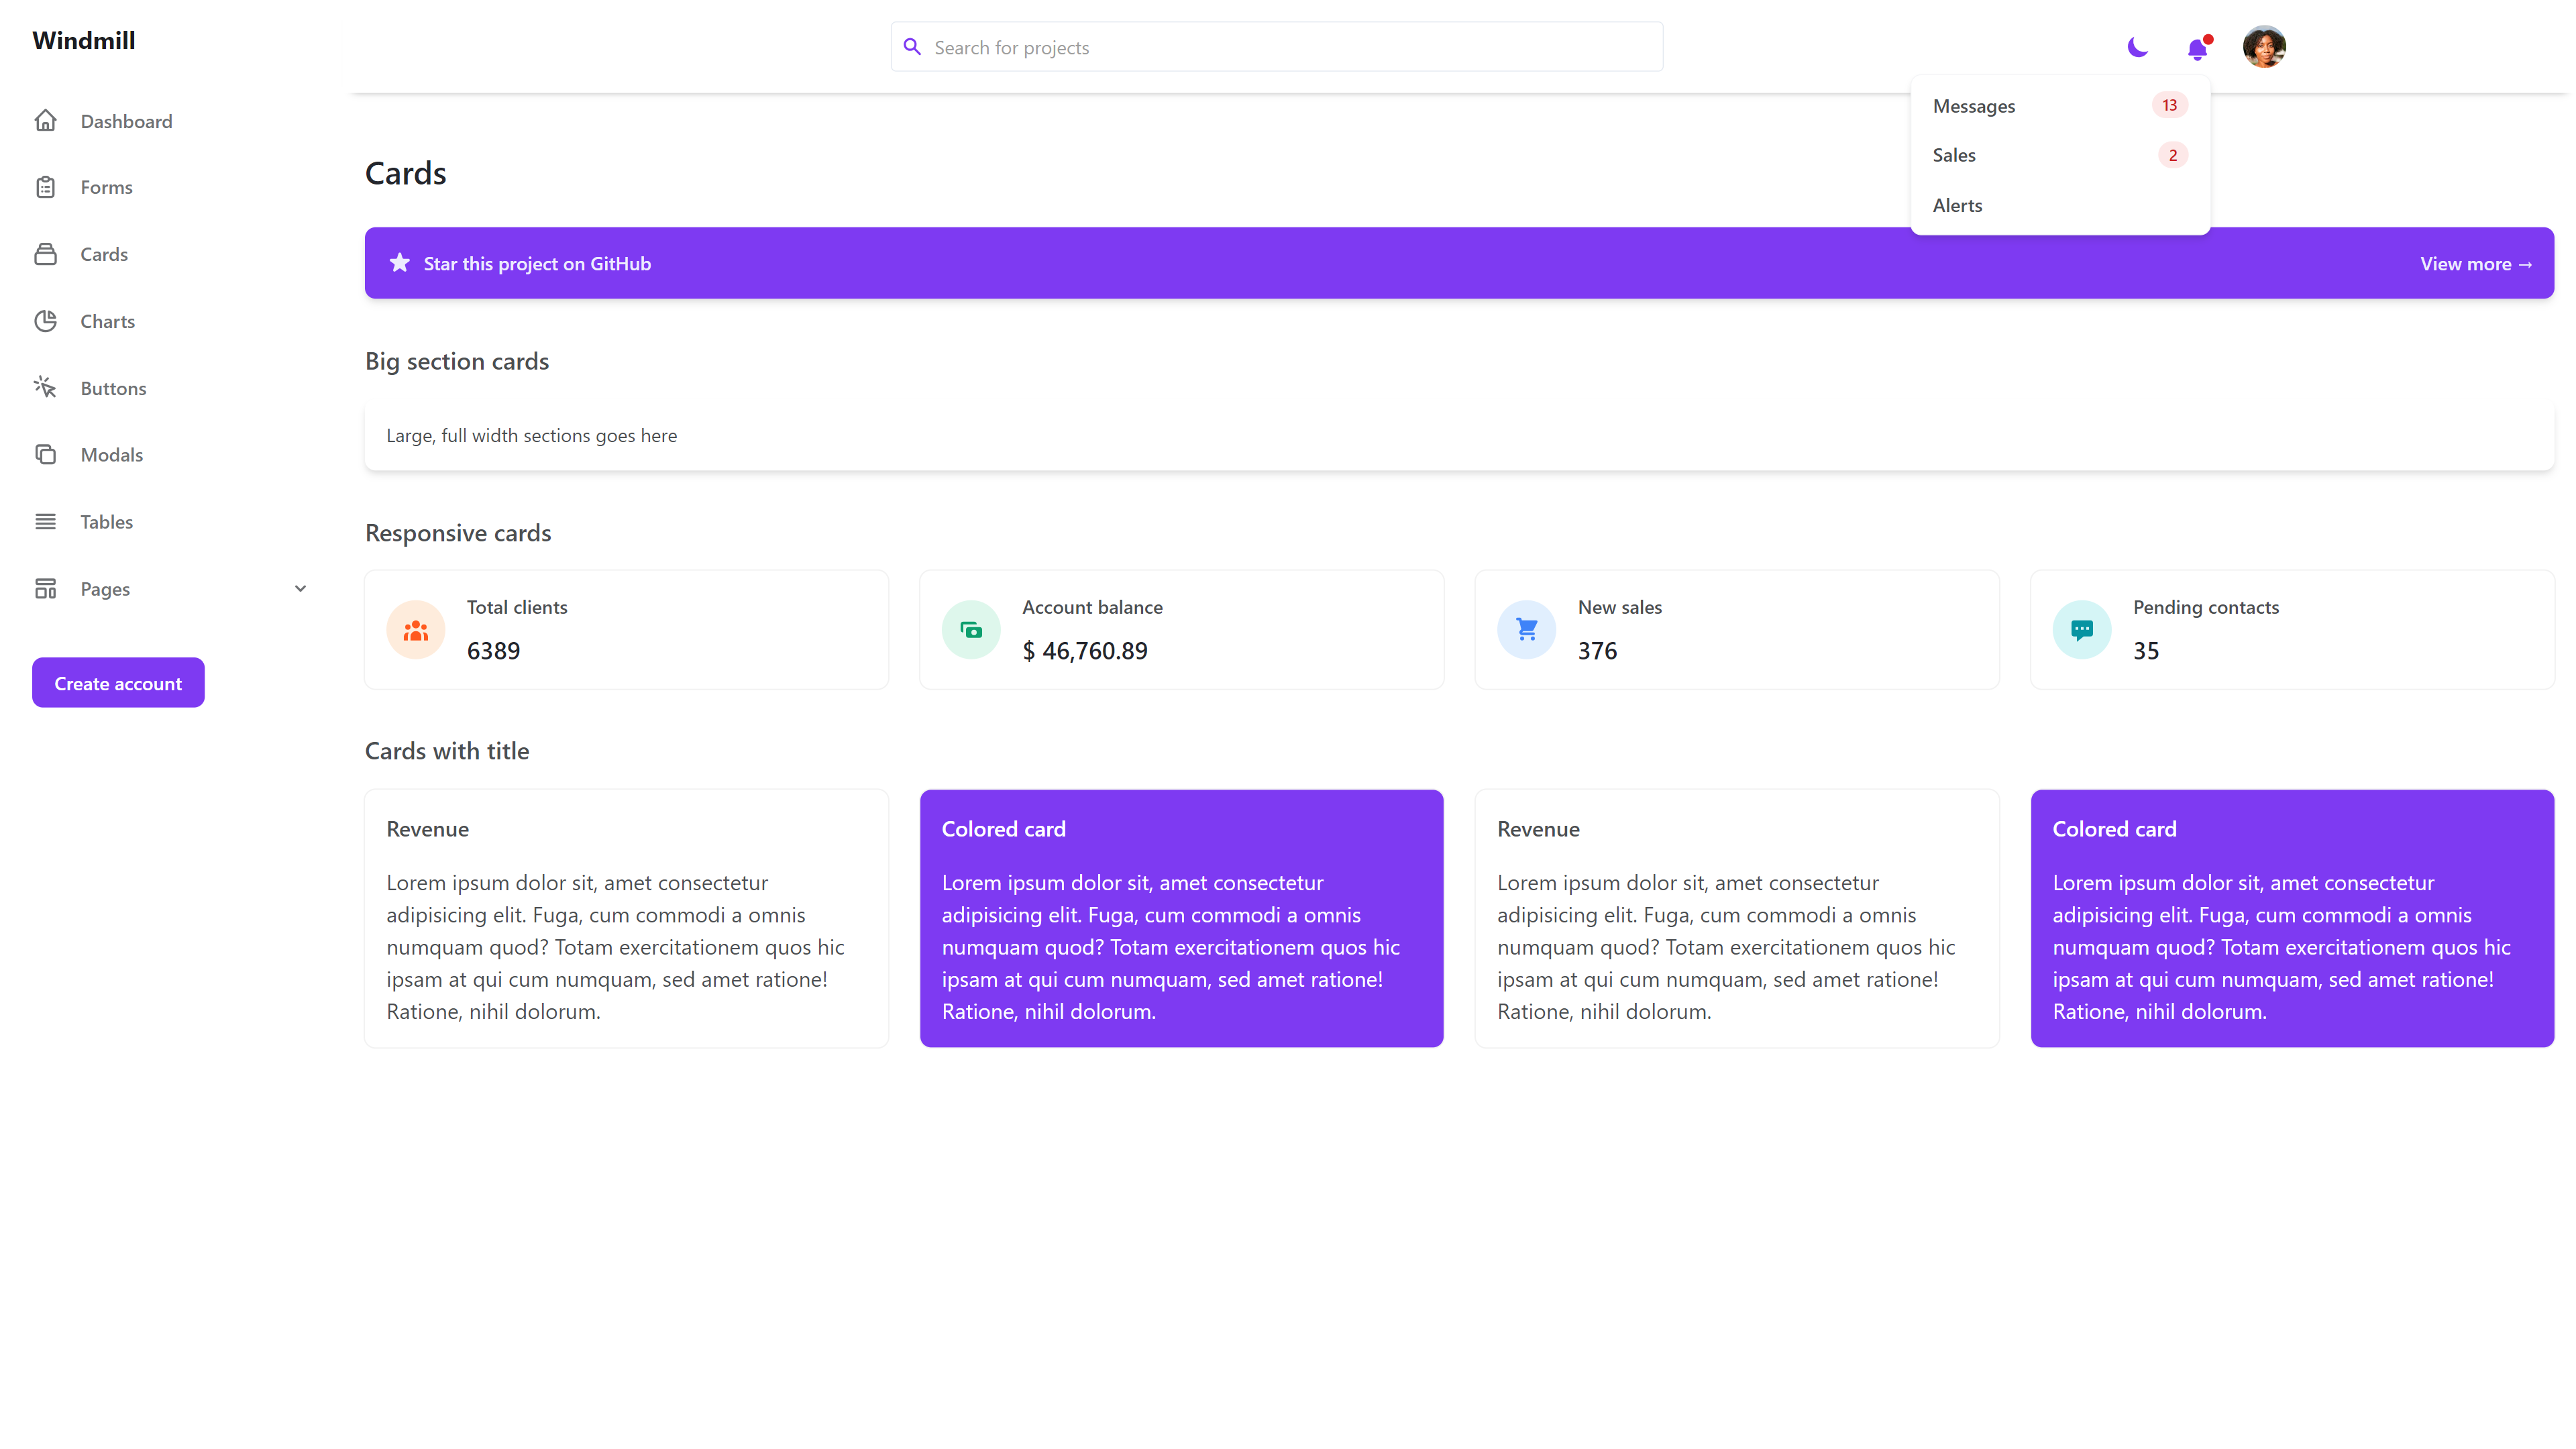 Windmill
Dashboard
Forms
Cards
Charts
Buttons
Modals
Tables
Pages
Create account
Search for projects
Messages 13
Sales 2
Alerts
Cards
Star this project on GitHub View more →
Big section cards
Large, full width sections goes here
Responsive cards
Total clients
6389
Account balance
$ 46,760.89
New sales
376
Pending contacts
35
Cards with title
Revenue
Lorem ipsum dolor sit, amet consectetur
adipisicing elit. Fuga, cum commodi a omnis
numquam quod? Totam exercitationem quos hic
ipsam at qui cum numquam, sed amet ratione!
Ratione, nihil dolorum.
Colored card
Lorem ipsum dolor sit, amet consectetur
adipisicing elit. Fuga, cum commodi a omnis
numquam quod? Totam exercitationem quos hic
ipsam at qui cum numquam, sed amet ratione!
Ratione, nihil dolorum.
Revenue
Lorem ipsum dolor sit, amet consectetur
adipisicing elit. Fuga, cum commodi a omnis
numquam quod? Totam exercitationem quos hic
ipsam at qui cum numquam, sed amet ratione!
Ratione, nihil dolorum.
Colored card
Lorem ipsum dolor sit, amet consectetur
adipisicing elit. Fuga, cum commodi a omnis
numquam quod? Totam exercitationem quos hic
ipsam at qui cum numquam, sed amet ratione!
Ratione, nihil dolorum.